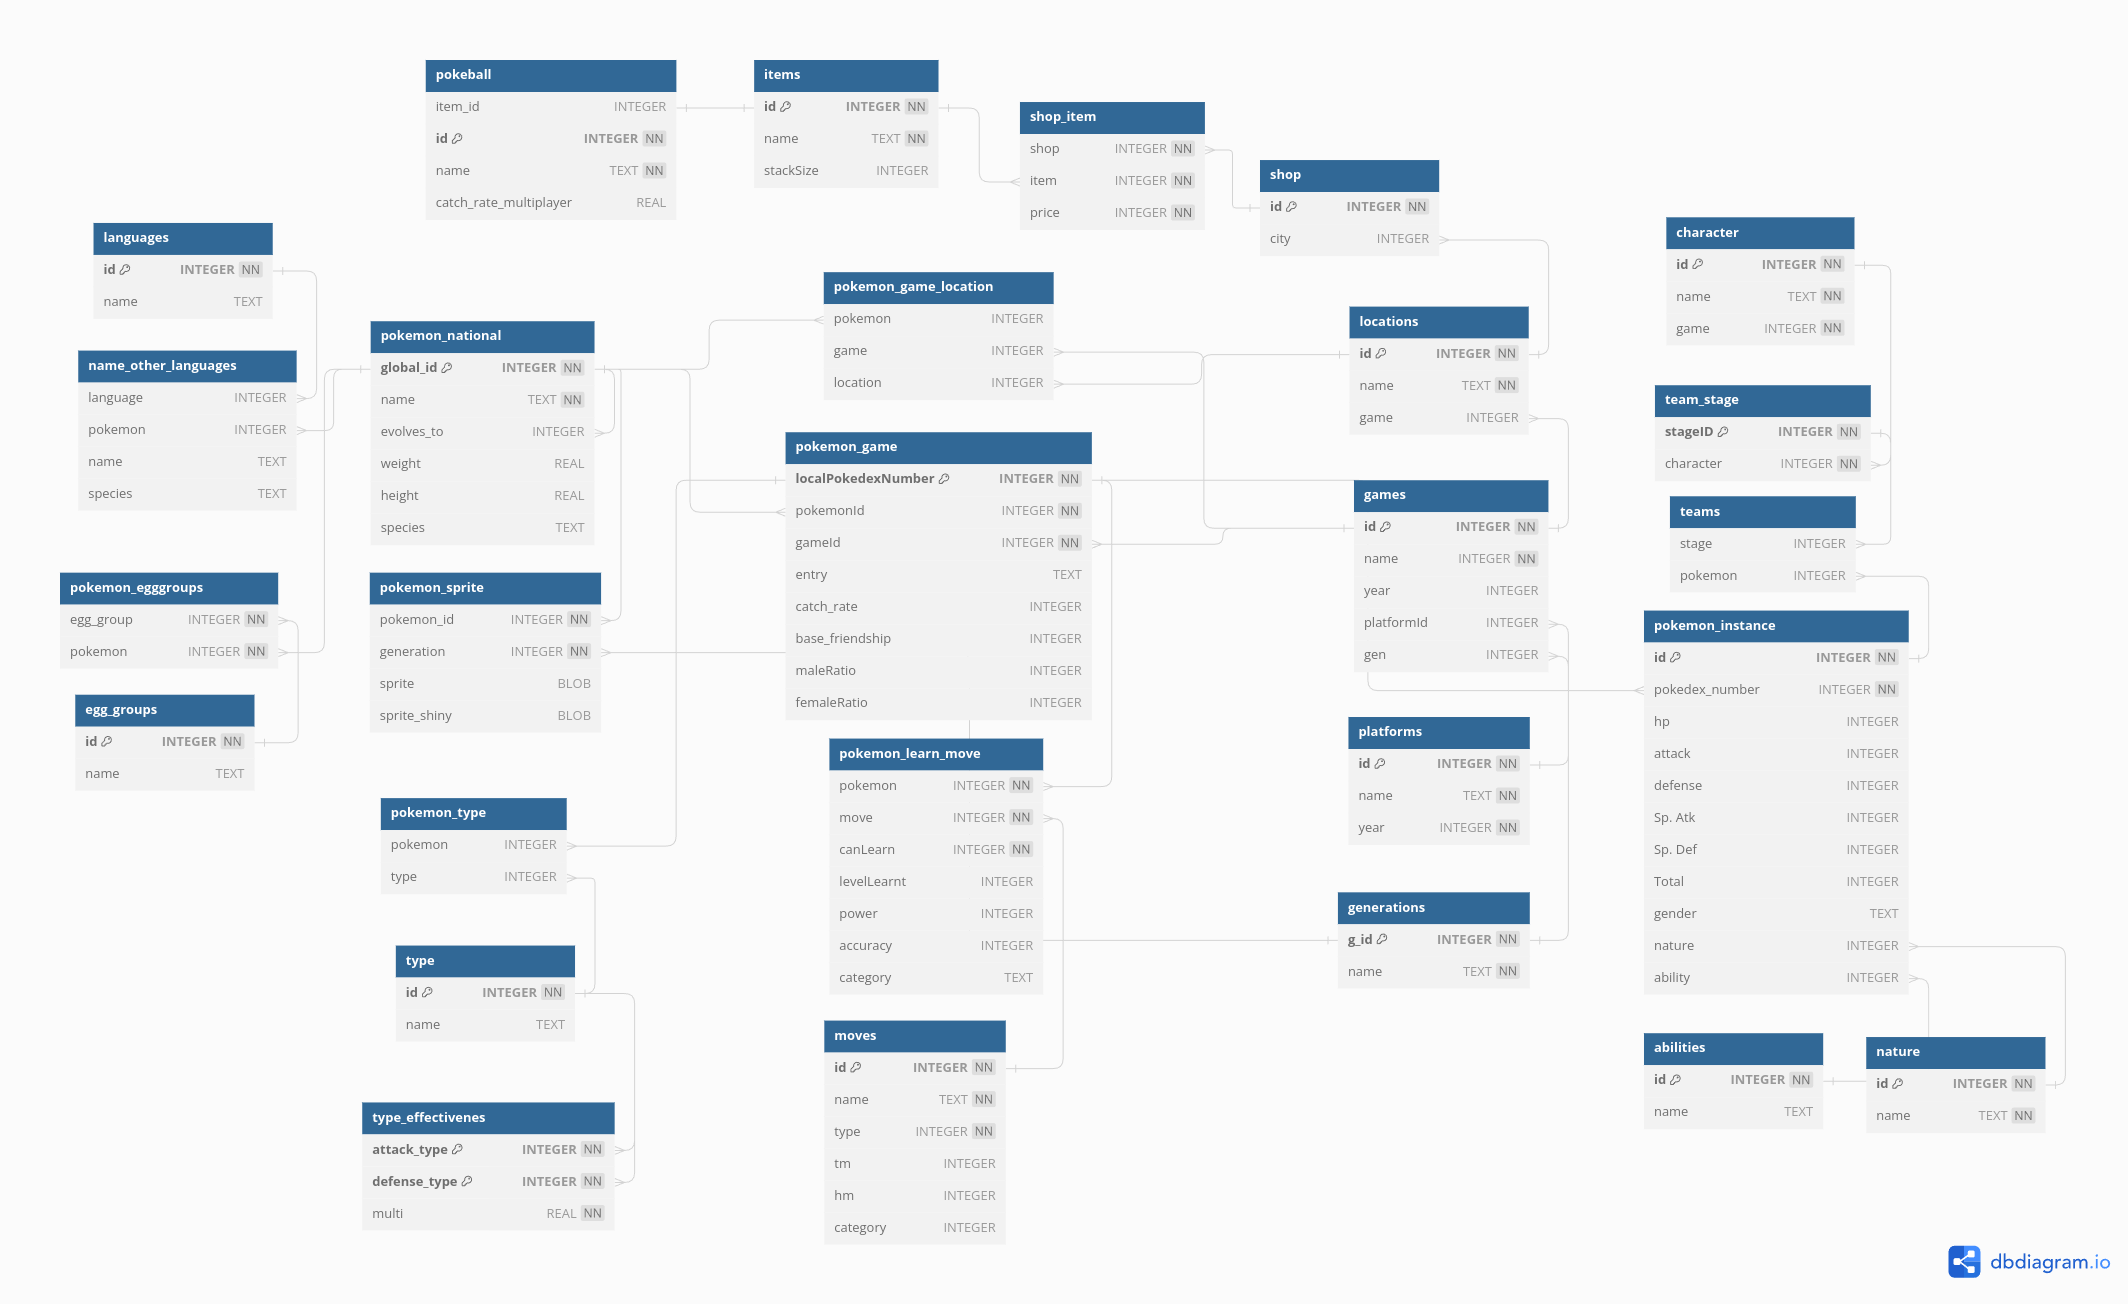 pokeball
item_id INTEGER
id INTEGER NN
name TEXT NN
catch_rate_multiplayer REAL
items
id INTEGER NN
name TEXT NN
stackSize INTEGER
shop_item
shop INTEGER NN
item INTEGER NN
price INTEGER NN
shop
id INTEGER NN
city INTEGER
languages
id INTEGER NN
name TEXT
name_other_languages
language INTEGER
pokemon INTEGER
name TEXT
species TEXT
pokemon_national
global_id INTEGER NN
name TEXT NN
evolves_to INTEGER
weight REAL
height REAL
species TEXT
pokemon_game_location
pokemon INTEGER
game INTEGER
location INTEGER
locations
id INTEGER NN
name TEXT NN
game INTEGER
character
id INTEGER NN
name TEXT NN
game INTEGER NN
team_stage
stageID INTEGER NN
character INTEGER NN
teams
stage INTEGER
pokemon INTEGER
pokemon_game
localPokedexNumber INTEGER NN
pokemonId INTEGER NN
gameId INTEGER NN
entry TEXT
catch_rate INTEGER
base_friendship INTEGER
maleRatio INTEGER
femaleRatio INTEGER
games
id INTEGER NN
name INTEGER NN
year INTEGER
platformId INTEGER
gen INTEGER
pokemon_egggroups
egg_group INTEGER NN
pokemon INTEGER NN
egg_groups
id INTEGER NN
name TEXT
pokemon_sprite
pokemon_id INTEGER NN
generation INTEGER NN
sprite BLOB
sprite_shiny BLOB
pokemon_instance
id INTEGER NN
pokedex_number INTEGER NN
hp INTEGER
attack INTEGER
defense INTEGER
Sp. Atk INTEGER
Sp. Def INTEGER
Total INTEGER
gender TEXT
nature INTEGER
ability INTEGER
platforms
id INTEGER NN
name TEXT NN
year INTEGER NN
pokemon_learn_move
pokemon INTEGER NN
move INTEGER NN
canLearn INTEGER NN
levelLearnt INTEGER
power INTEGER
accuracy INTEGER
category TEXT
pokemon_type
pokemon INTEGER
type INTEGER
generations
g_id INTEGER NN
name TEXT NN
type
id INTEGER NN
name TEXT
moves
id INTEGER NN
name TEXT NN
type INTEGER NN
tm INTEGER
hm INTEGER
category INTEGER
abilities
id INTEGER NN
name TEXT
nature
id INTEGER NN
name TEXT NN
type_effectivenes
attack_type INTEGER NN
defense_type INTEGER NN
multi REAL NN
dbdiagram.io